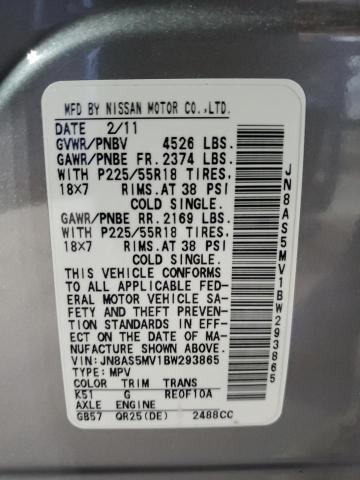 MFD BY NISSAN MOTOR CO.,LTD.
DATE 2/11
GVWR/PNBV 4526 LBS.
GAWR/PNBE FR. 2374 LBS.
WITH P225/55R18 TIRES,
18×7 RIMS.AT 38 PSI
COLD SINGLE.
GAWR/PNBE RR. 2169 LBS.
WITH P225/55R18 TIRES,
18×7 RIMS.AT 38 PSI
COLD SINGLE.
THIS VEHICLE CONFORMS
TO ALL APPLICABLE FED-
ERAL MOTOR VEHICLE SA-
FETY AND THEFT PREVEN-
TION STANDARDS IN EFF-
ECT ON THE DATE OF MA-
NUFACTURE SHOWN ABOVE.
VIN: JN8AS5MV1BW293865
TYPE: MPV
COLOR TRIM TRANS
K51 G RE0F10A
AXLE ENGINE
GB57 QR25(DE) 2488CC
JN8AS5MV1BW293865